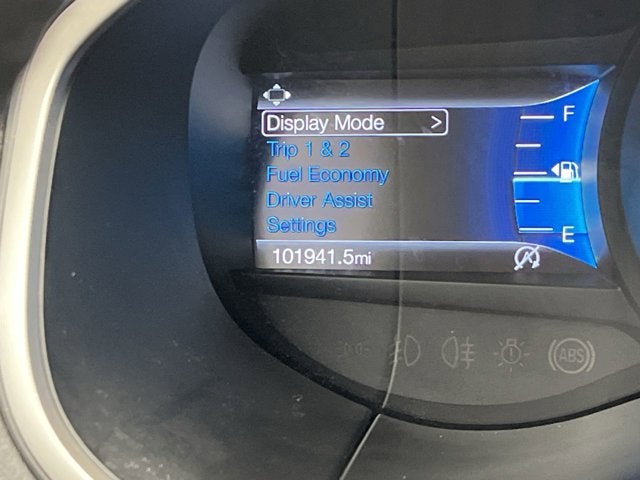 Display Mode >
Trip 1 & 2
Fuel Economy
Driver Assist
Settings
101941.5mi
F
E
A
ABS